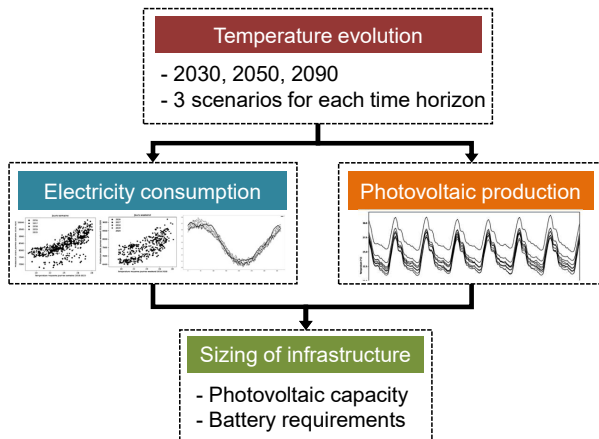 Temperature evolution
- 2030, 2050, 2090
- 3 scenarios for each time horizon
Electricity consumption
Photovoltaic production
Sizing of infrastructure
- Photovoltaic capacity
- Battery requirements